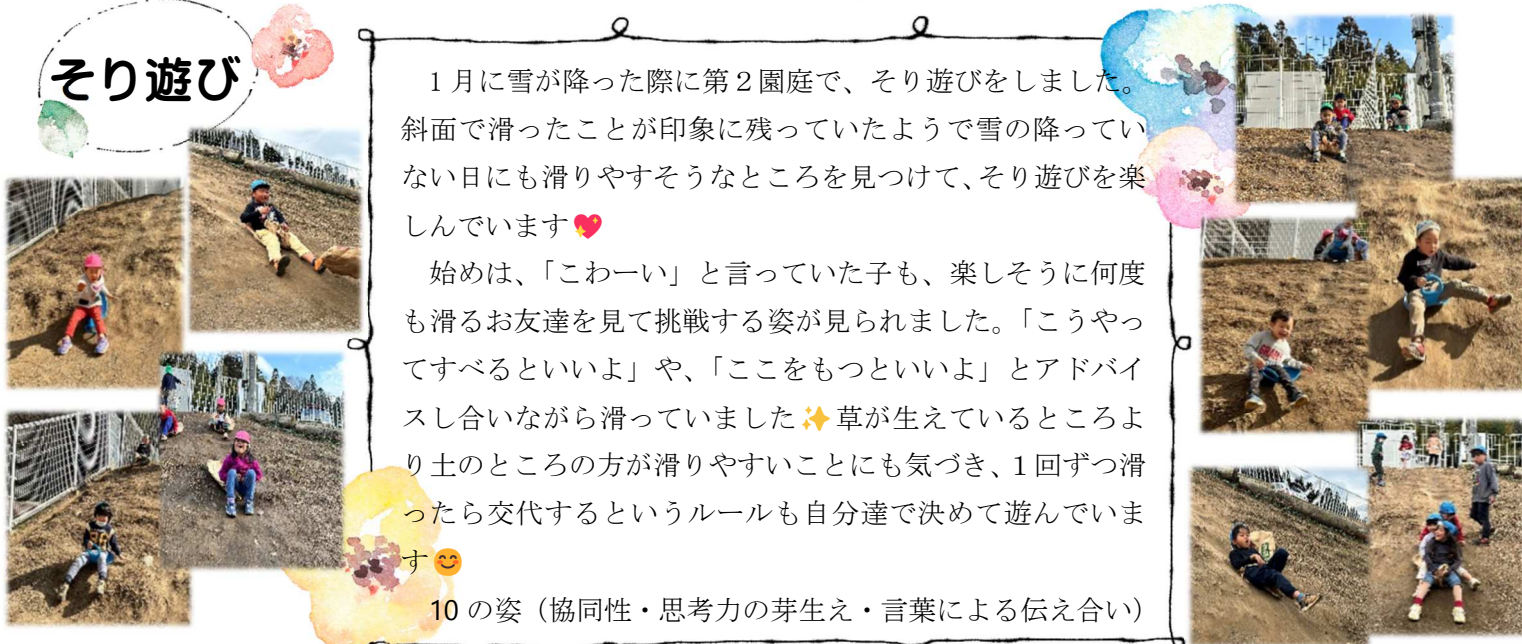 そり遊び
１月に雪が降った際に第２園庭で、そり遊びをしました。
斜面で滑ったことが印象に残っていたようで雪の降ってい
ない日にも滑りやすそうなところを見つけて、そり遊びを楽
しんでいます💖
始めは、「こわーい」と言っていた子も、楽しそうに何度
も滑るお友達を見て挑戦する姿が見られました。「こうやっ
てすべるといいよ」や、「ここをもつといいよ」とアドバイ
スし合いながら滑っていました✨草が生えているところよ
り土のところの方が滑りやすいことにも気づき、１回ずつ滑
ったら交代するというルールも自分達で決めて遊んでいま
す😊
10 の姿（協同性・思考力の芽生え・言葉による伝え合い）